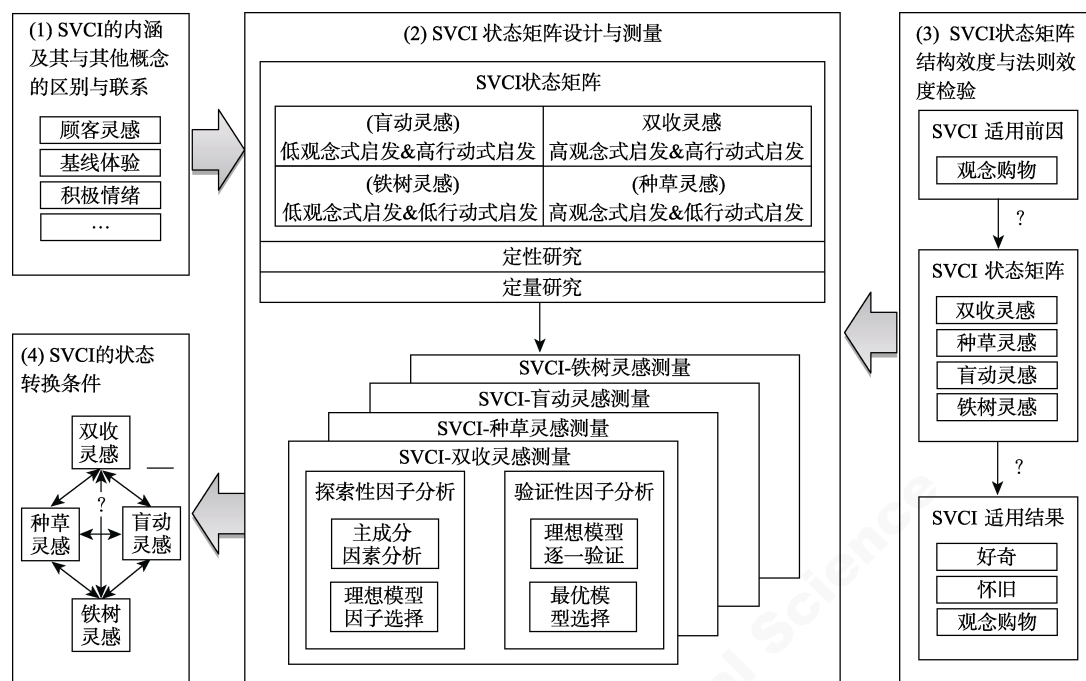 (1) SVCI的内涵
及其与其他概念
的区别与联系
顾客灵感
基线体验
积极情绪
…
(2) SVCI 状态矩阵设计与测量
SVCI状态矩阵
(盲动灵感)
低观念式启发&高行动式启发
双收灵感
高观念式启发&高行动式启发
(铁树灵感)
低观念式启发&低行动式启发
(种草灵感)
高观念式启发&低行动式启发
定性研究
定量研究
SVCI-铁树灵感测量
SVCI-盲动灵感测量
SVCI-种草灵感测量
SVCI-双收灵感测量
探索性因子分析
主成分
因素分析
理想模型
因子选择
验证性因子分析
理想模型
逐一验证
最优模
型选择
(3) SVCI状态矩阵
结构效度与法则效
度检验
SVCI 适用前因
观念购物
?
SVCI 状态矩阵
双收灵感
种草灵感
盲动灵感
铁树灵感
?
SVCI 适用结果
好奇
怀旧
观念购物
(4) SVCI的状态
转换条件
双收
灵感
?
种草
灵感
盲动
灵感
铁树
灵感
al Science